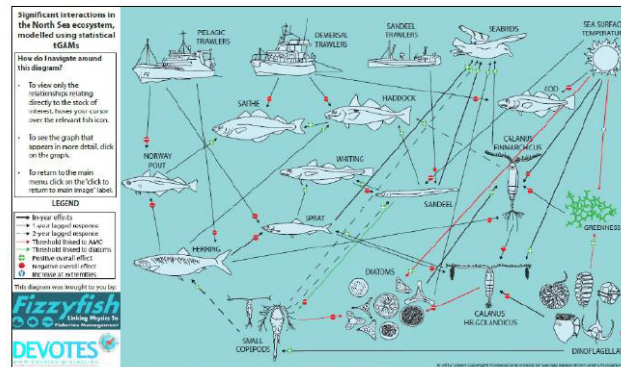 Significant interactions in
the North Sea ecosystem,
modelled using statistical
tGAMs
How do I navigate around
this diagram?
• To view only the
relationships relating
directly to the stock of
interest, hover your cursor
over the relevant fish icon.
• To see the graph that
appears in more detail, click
on the graph.
• To return to the main
menu, click on the 'click to
return to main image' label.
LEGEND
In-year effects
1-year lagged response
2-year lagged response
Threshold linked to AMO
Threshold linked to diatoms
Positive overall effect
Negative overall effect
Increase at extremities
This diagram was brought to you by:
Fizzyfish
Linking Physics To
Fisheries Management
DEVOTES
PELAGIC
TRAWLERS
DEMERSAL
TRAWLERS
SANDEEL
TRAWLERS
SEABIRDS
SEA SURFACE
TEMPERATURE
SAITHE
HADDOCK
COD
NORWAY
POUT
WHITING
CALANUS
FINMARCHICUS
SANDEEL
SPRAT
GREENNESS
HERRING
DIATOMS
SMALL
COPEPODS
CALANUS
HELGOLANDICUS
DINOFLAGELLAT